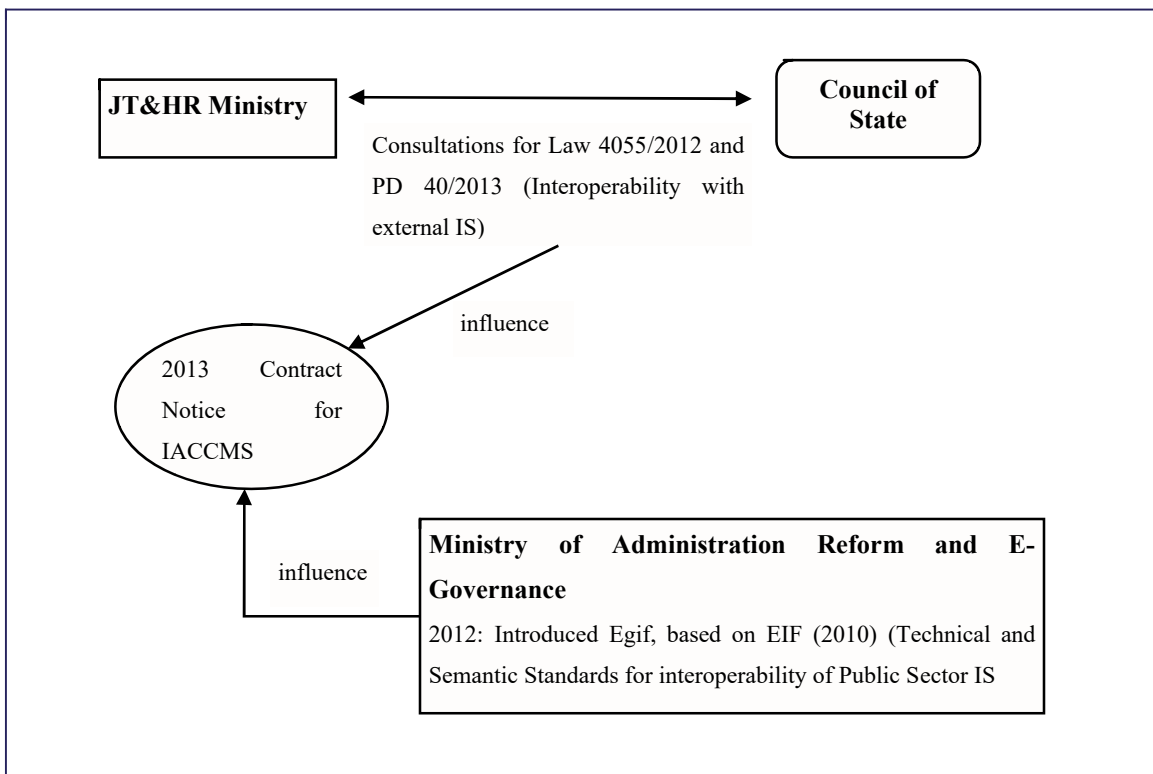 JT&HR Ministry
Council of
State
Consultations for Law 4055/2012 and
PD 40/2013 (Interoperability with
external IS)
influence
2013 Contract
Notice for
IACCMS
influence
Ministry of Administration Reform and E-
Governance
2012: Introduced Egif, based on EIF (2010) (Technical and
Semantic Standards for interoperability of Public Sector IS